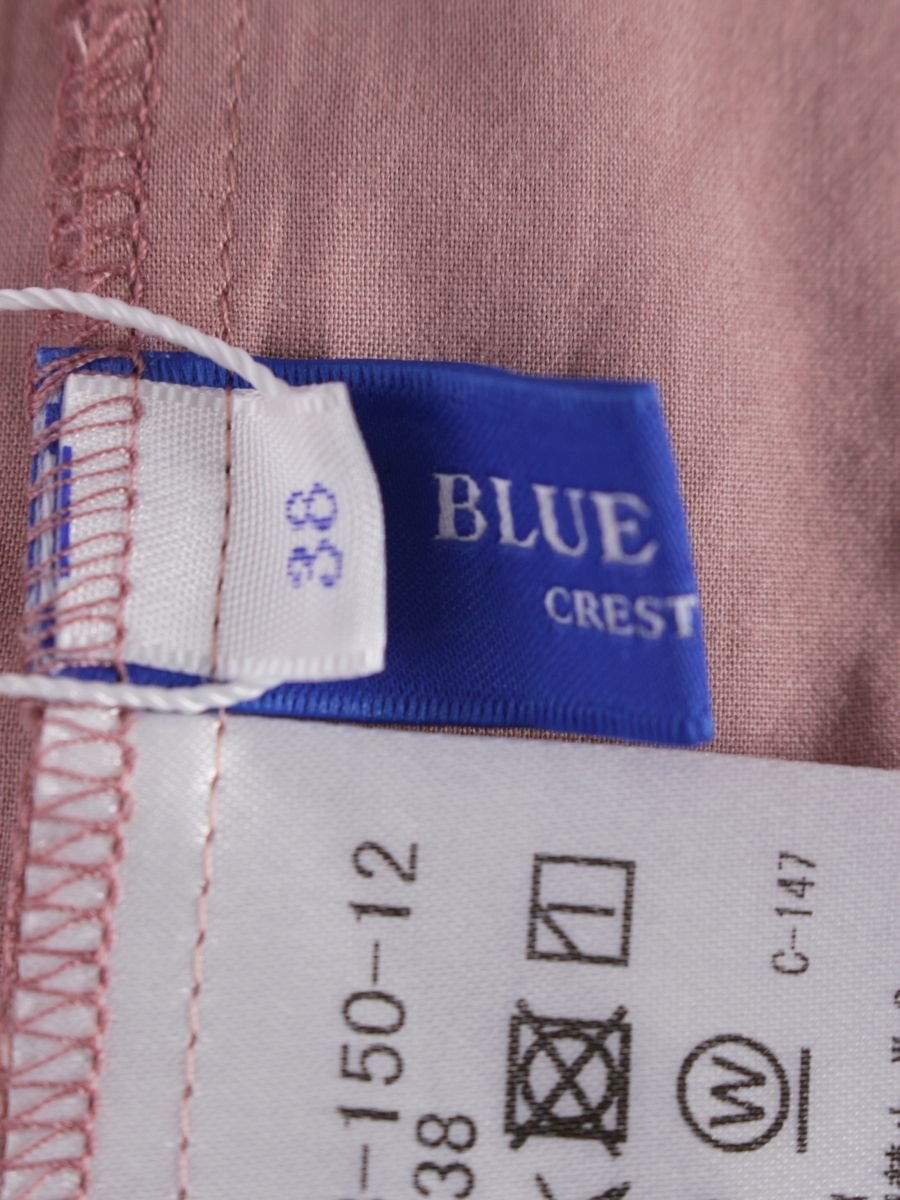 38
BLUE
CREST
-150-12
38
C-147
W